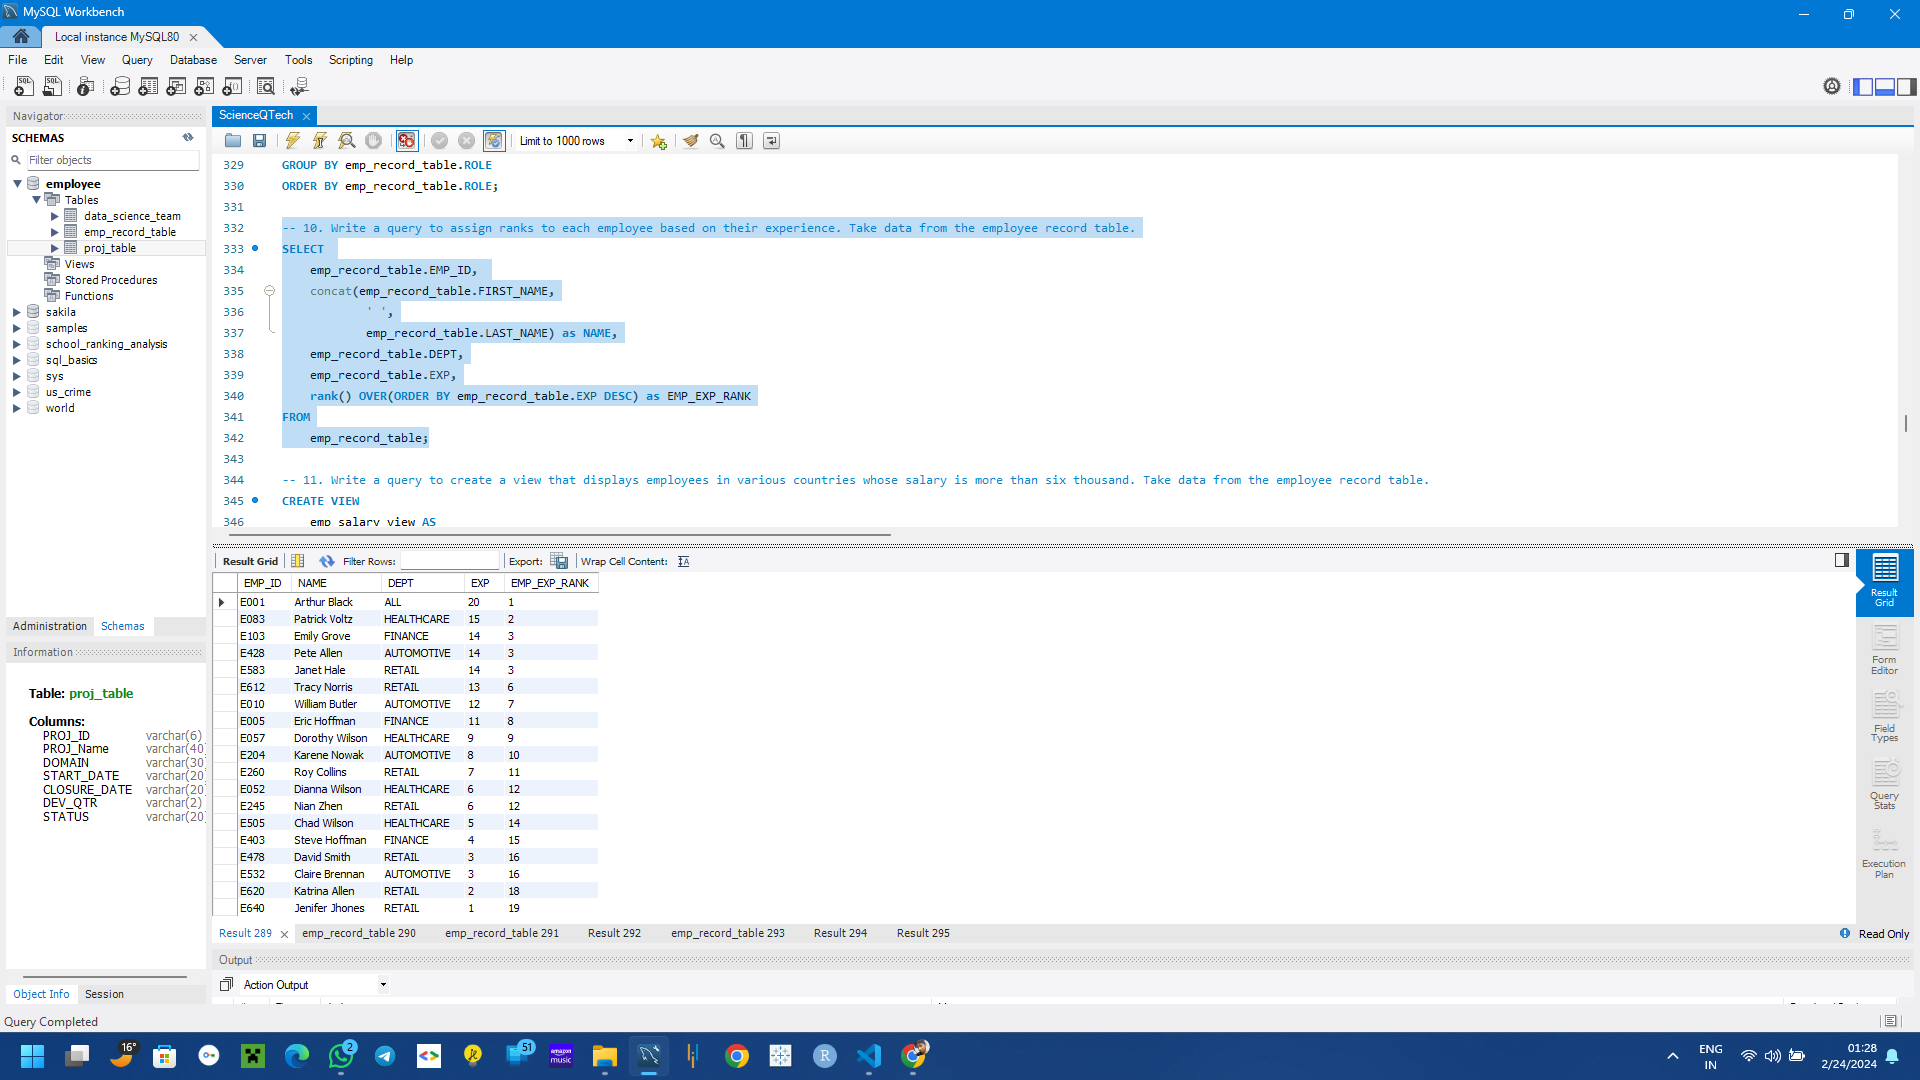 MySQL Workbench
Local instance MySQL80
File Edit View Query Database Server Tools Scripting Help
Navigator
SCHEMAS
Filter objects
employee
Tables
data_science_team
emp_record_table
proj_table
Views
Stored Procedures
Functions
sakila
samples
school_ranking_analysis
sql_basics
sys
us_crime
world
Administration Schemas
Information
Table: proj_table
Columns:
PROJ_ID varchar(6)
PROJ_Name varchar(40)
DOMAIN varchar(30
START_DATE varchar(20
CLOSURE_DATE varchar(20
DEV_QTR varchar(2)
STATUS varchar(20
Object Info Session
Query Completed
ScienceQTech
Limit to 1000 rows
329 GROUP BY emp_record_table.ROLE
330 ORDER BY emp_record_table.ROLE;
331
332 -- 10. Write a query to assign ranks to each employee based on their experience. Take data from the employee record table.
333 SELECT
334 emp_record_table.EMP_ID,
335 concat(emp_record_table.FIRST_NAME,
336 ' ',
337 emp_record_table.LAST_NAME) as NAME,
338 emp_record_table.DEPT,
339 emp_record_table.EXP,
340 rank() OVER(ORDER BY emp_record_table.EXP DESC) as EMP_EXP_RANK
341 FROM
342 emp_record_table;
343
344 -- 11. Write a query to create a view that displays employees in various countries whose salary is more than six thousand. Take data from the employee record table.
345 CREATE VIEW
346 emp_salary_view AS
Result Grid Filter Rows: Export: Wrap Cell Content:
EMP_ID NAME DEPT EXP EMP_EXP_RANK
E001 Arthur Black ALL 20 1
E083 Patrick Voltz HEALTHCARE 15 2
E103 Emily Grove FINANCE 14 3
E428 Pete Allen AUTOMOTIVE 14 3
E583 Janet Hale RETAIL 14 3
E612 Tracy Norris RETAIL 13 6
E010 William Butler AUTOMOTIVE 12 7
E005 Eric Hoffman FINANCE 11 8
E057 Dorothy Wilson HEALTHCARE 9 9
E204 Karene Nowak AUTOMOTIVE 8 10
E260 Roy Collins RETAIL 7 11
E052 Dianna Wilson HEALTHCARE 6 12
E245 Nian Zhen RETAIL 6 12
E505 Chad Wilson HEALTHCARE 5 14
E403 Steve Hoffman FINANCE 4 15
E478 David Smith RETAIL 3 16
E532 Claire Brennan AUTOMOTIVE 3 16
E620 Katrina Allen RETAIL 2 18
E640 Jenifer Jhones RETAIL 1 19
Result Grid
Form Editor
Field Types
Query Stats
Execution Plan
Result 289 emp_record_table 290 emp_record_table 291 Result 292 emp_record_table 293 Result 294 Result 295
Read Only
Output
Action Output
16°
2
51
amazon music
R
ENG
IN
01:28
2/24/2024